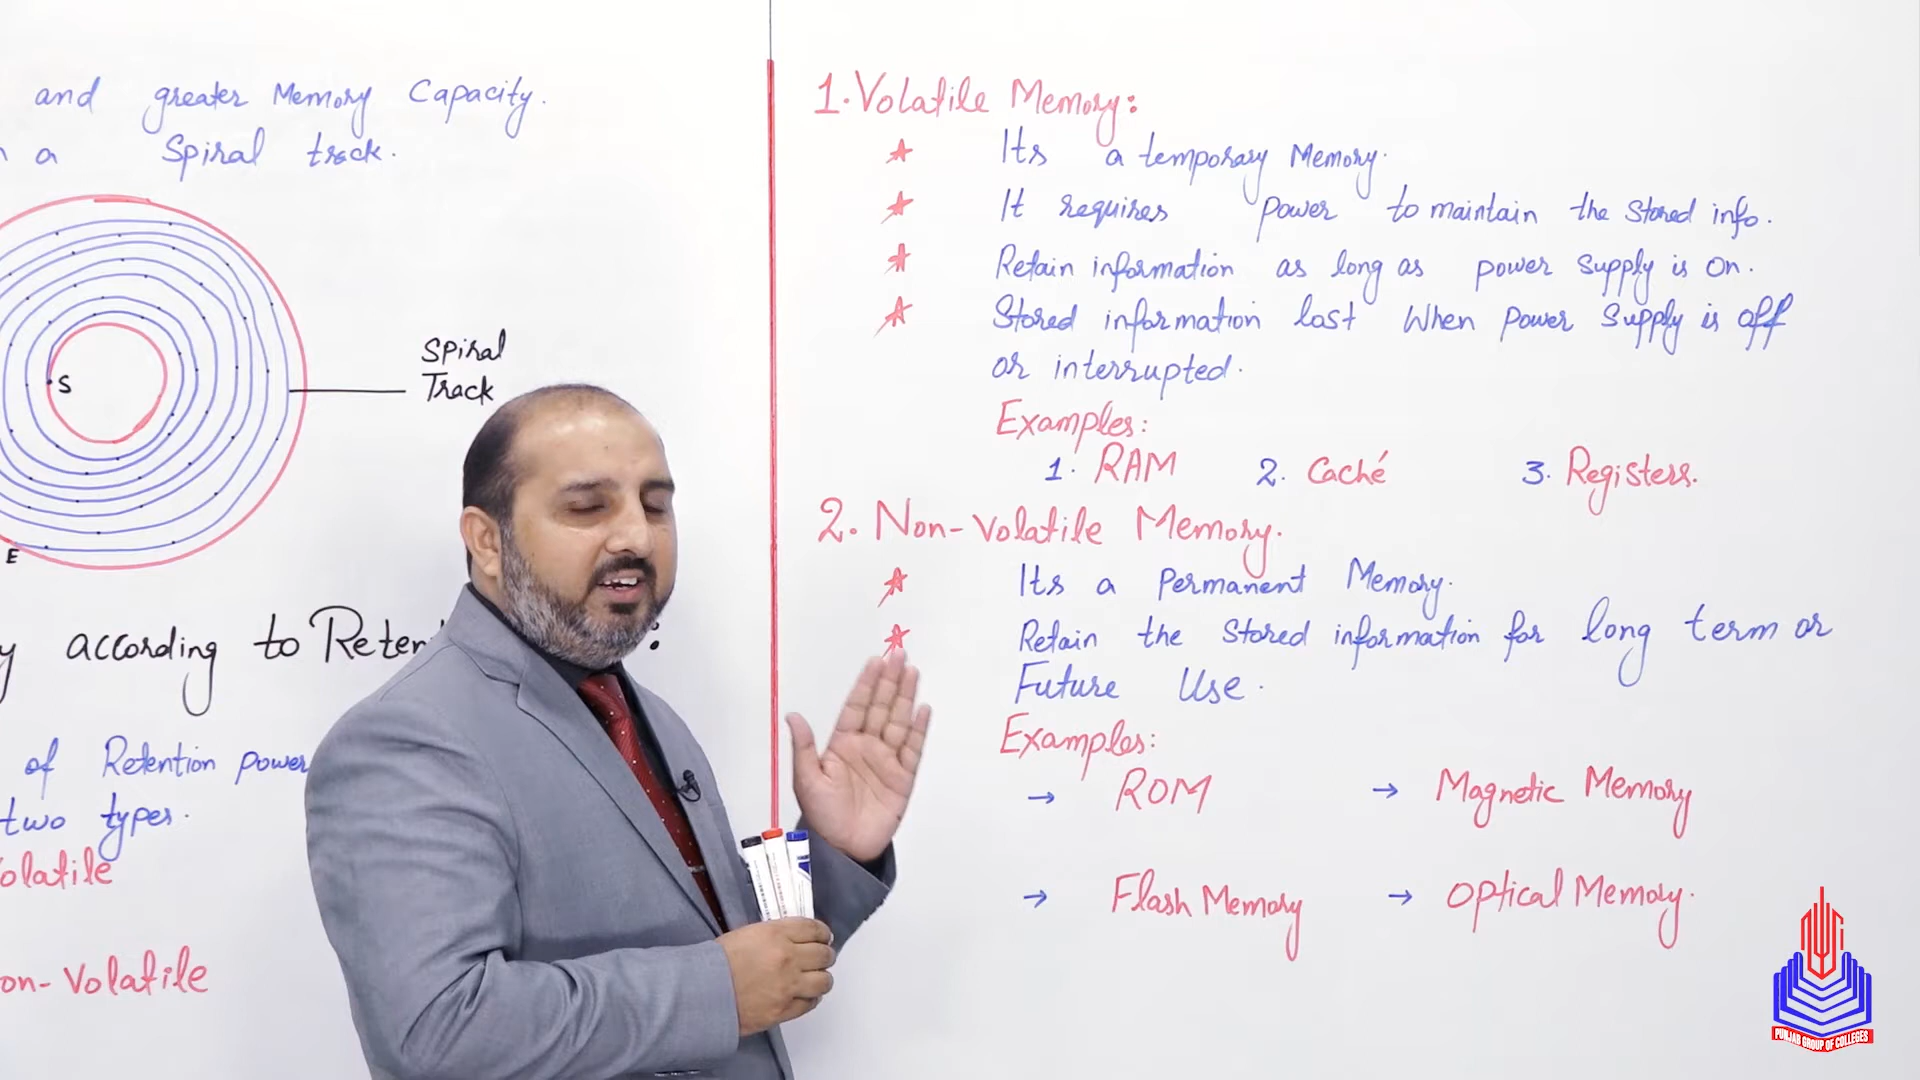 and greater Memory Capacity.
a Spiral track.
S
Spiral
Track
E
according to Reten :
of Retention power
two types.
olatile
on-Volatile
1. Volatile Memory:
Its a temporary Memory.
It requires power to maintain the stored info.
Retain information as long as power supply is on.
Stored information lost when power supply is off
or interrupted.
Examples:
1. RAM 2. Caché 3. Registers.
2. Non-Volatile Memory.
Its a Permanent Memory.
Retain the stored information for long term or
Future Use.
Examples:
→ ROM → Magnetic Memory
→ Flash Memory → Optical Memory.
PUNJAB GROUP OF COLLEGES